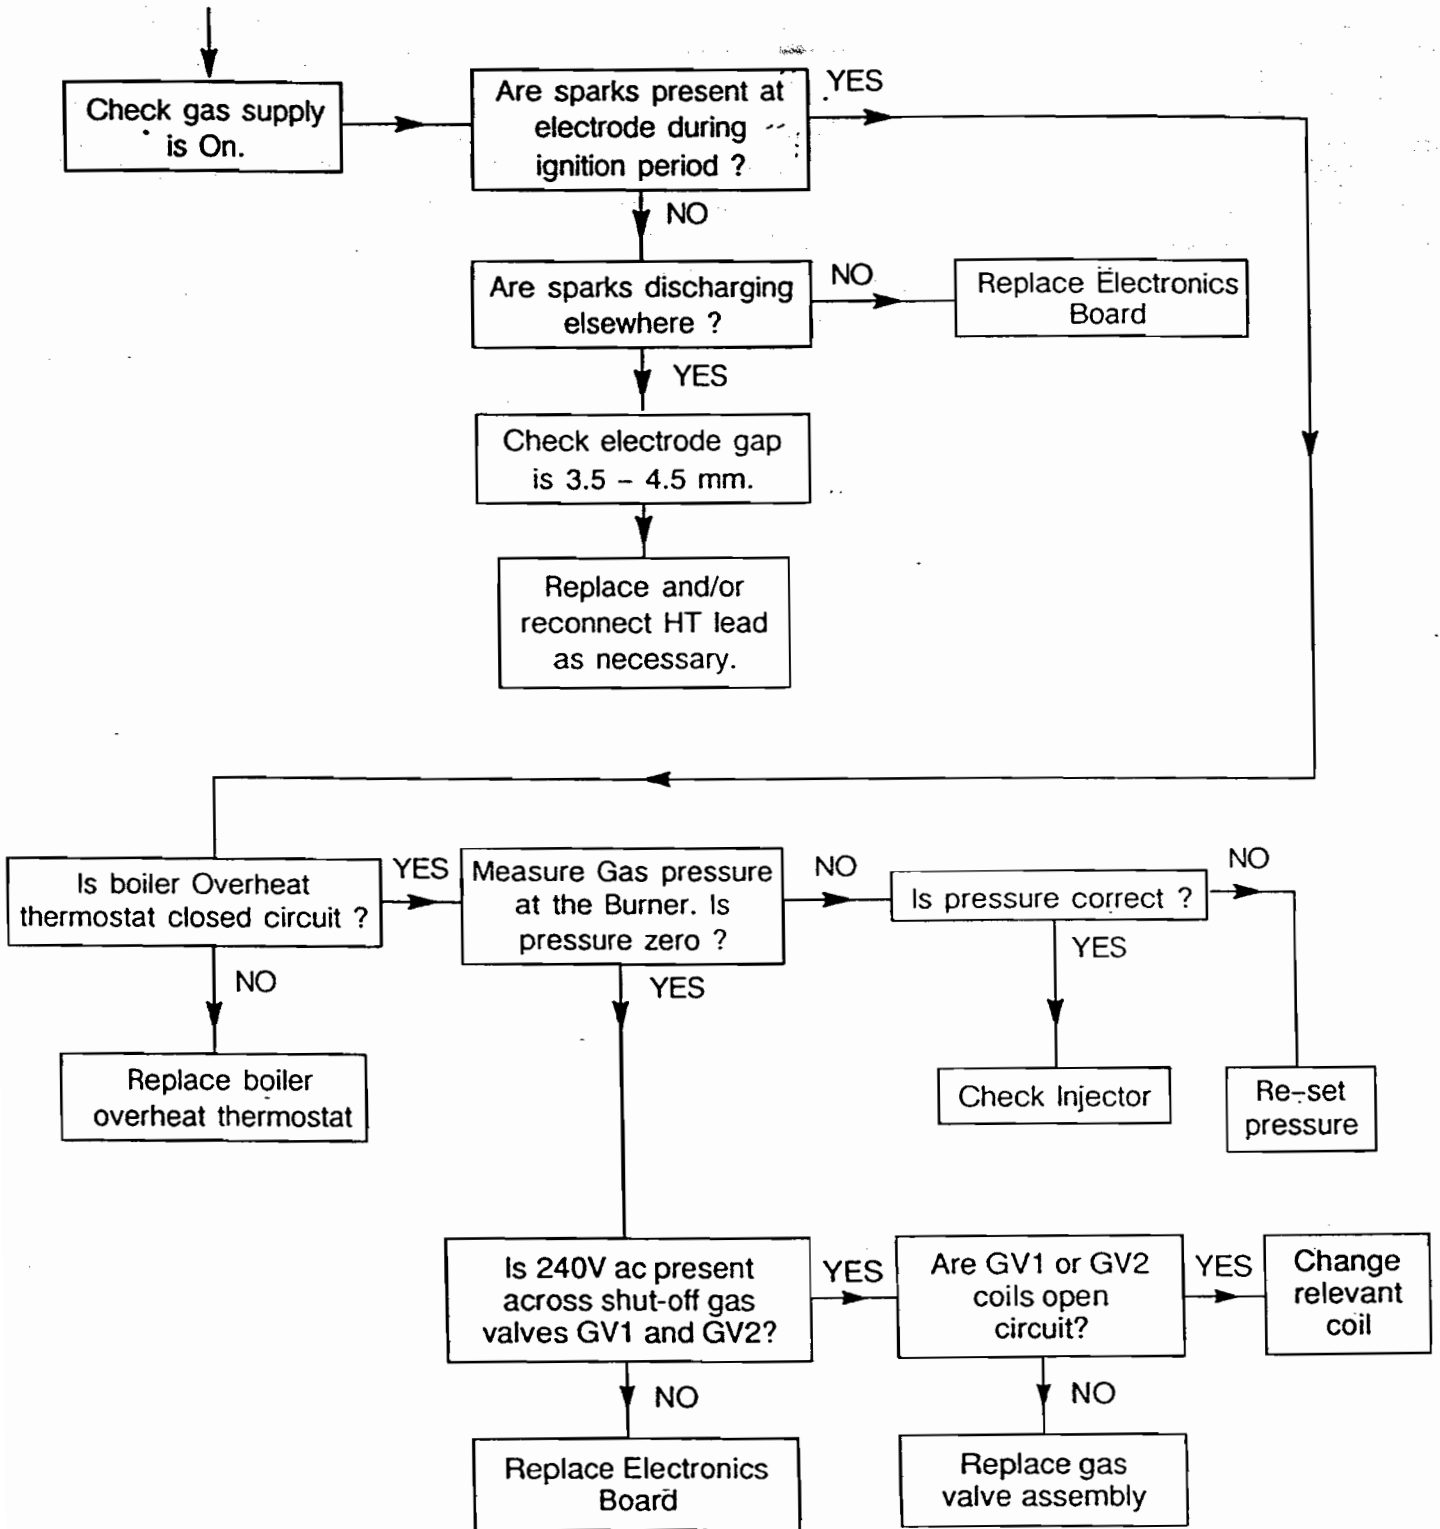 Check gas supply
is On.
Are sparks present at
electrode during
ignition period ?
YES
NO
Are sparks discharging
elsewhere ?
NO
Replace Electronics
Board
YES
Check electrode gap
is 3.5 – 4.5 mm.
Replace and/or
reconnect HT lead
as necessary.
Is boiler Overheat
thermostat closed circuit ?
YES
Measure Gas pressure
at the Burner. Is
pressure zero ?
NO
Is pressure correct ?
NO
YES
NO
YES
Replace boiler
overheat thermostat
Check Injector
Re-set
pressure
Is 240V ac present
across shut-off gas
valves GV1 and GV2?
YES
Are GV1 or GV2
coils open
circuit?
YES
Change
relevant
coil
NO
NO
Replace Electronics
Board
Replace gas
valve assembly